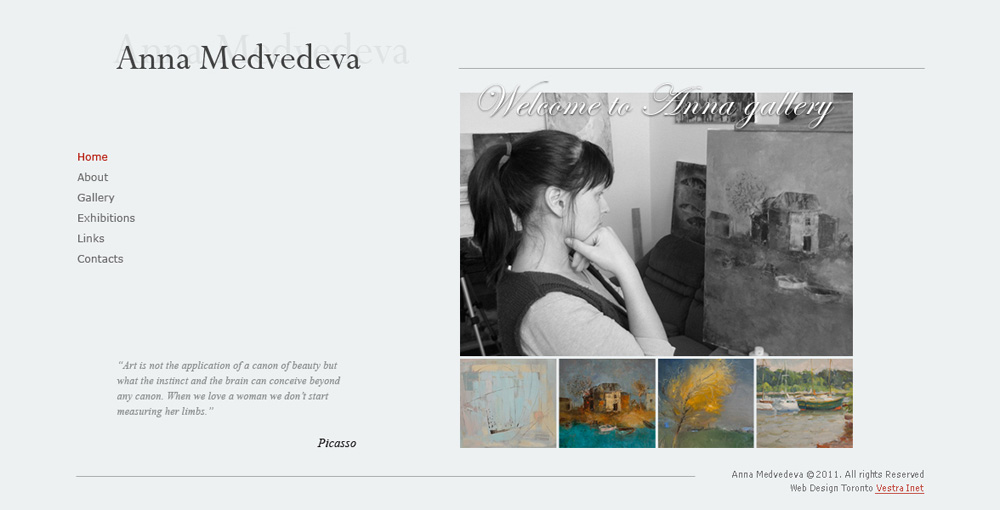 Anna Medvedeva
Welcome to Anna gallery
Home
About
Gallery
Exhibitions
Links
Contacts
“Art is not the application of a canon of beauty but
what the instinct and the brain can conceive beyond
any canon. When we love a woman we don’t start
measuring her limbs.”
Picasso
Anna Medvedeva ©2011. All rights Reserved
Web Design Toronto Vestra Inet